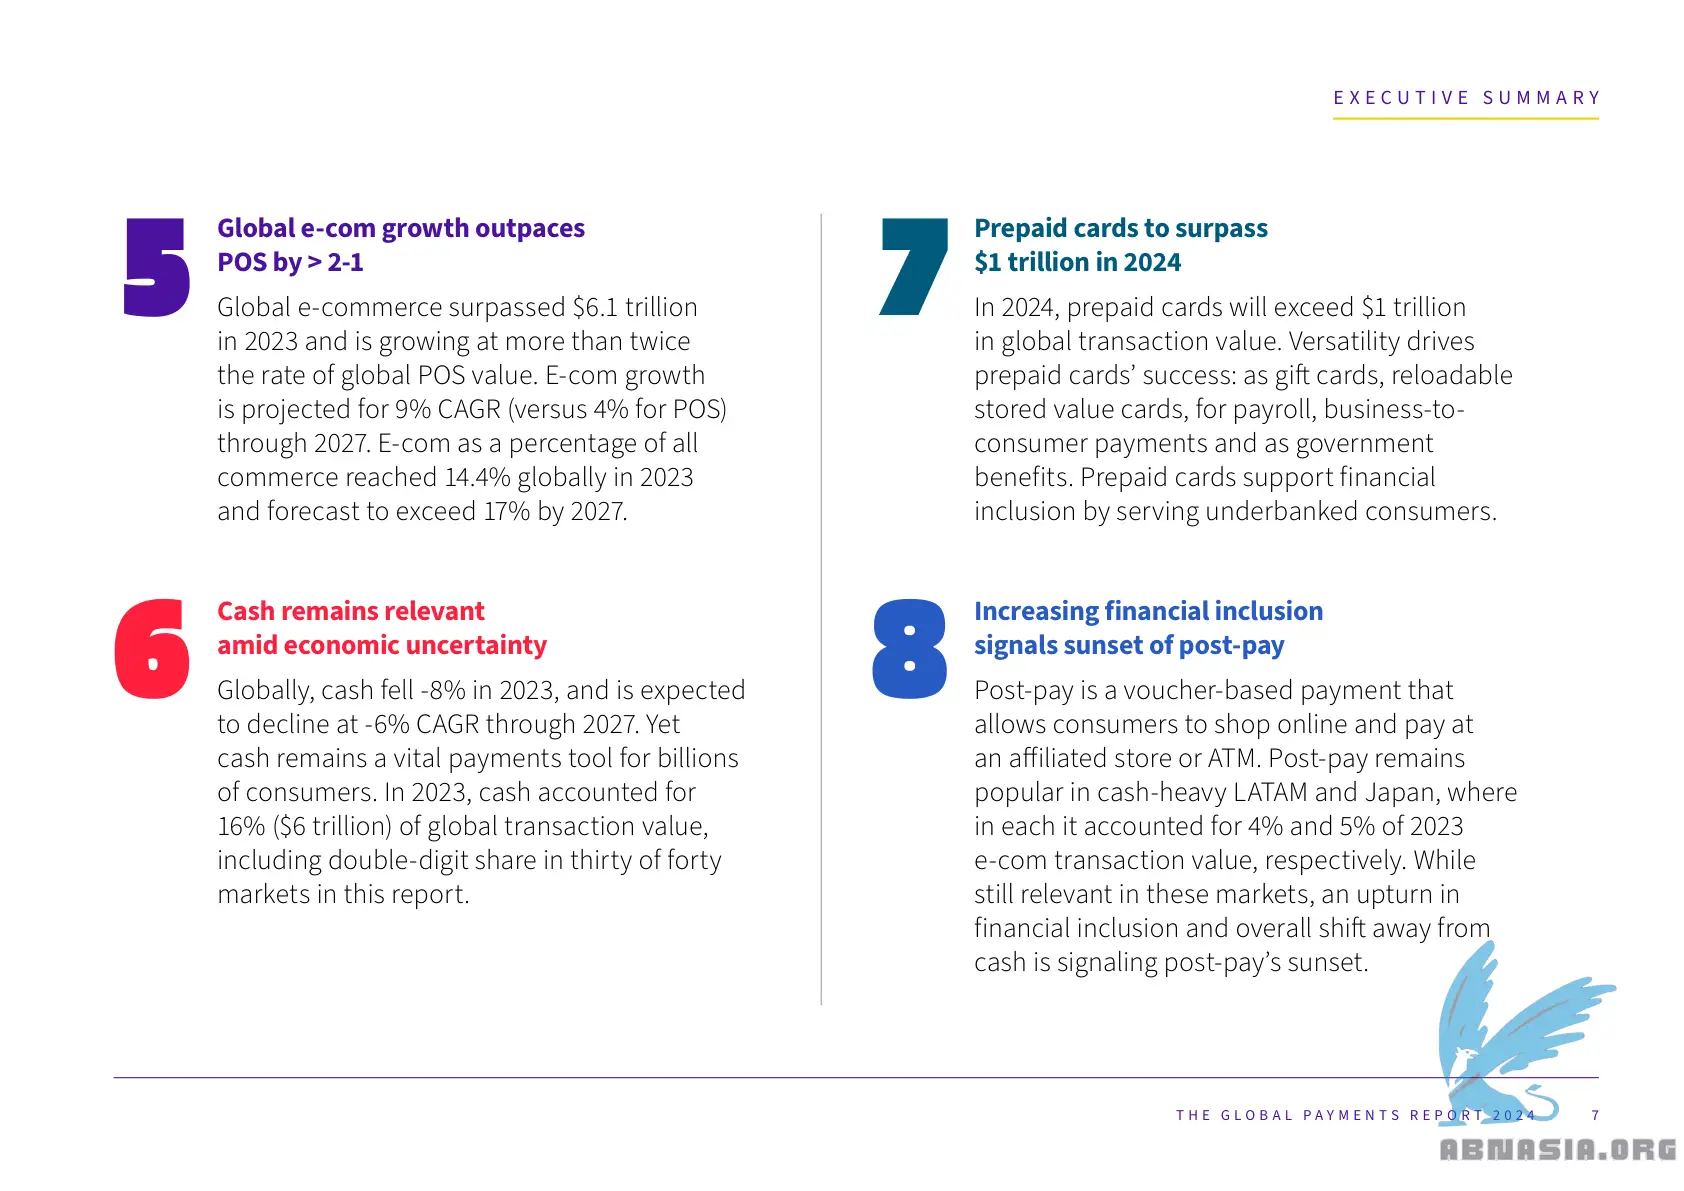 EXECUTIVE SUMMARY
5
Global e-com growth outpaces
POS by > 2-1
Global e-commerce surpassed $6.1 trillion
in 2023 and is growing at more than twice
the rate of global POS value. E-com growth
is projected for 9% CAGR (versus 4% for POS)
through 2027. E-com as a percentage of all
commerce reached 14.4% globally in 2023
and forecast to exceed 17% by 2027.
6
Cash remains relevant
amid economic uncertainty
Globally, cash fell -8% in 2023, and is expected
to decline at -6% CAGR through 2027. Yet
cash remains a vital payments tool for billions
of consumers. In 2023, cash accounted for
16% ($6 trillion) of global transaction value,
including double-digit share in thirty of forty
markets in this report.
7
Prepaid cards to surpass
$1 trillion in 2024
In 2024, prepaid cards will exceed $1 trillion
in global transaction value. Versatility drives
prepaid cards’ success: as gift cards, reloadable
stored value cards, for payroll, business-to-
consumer payments and as government
benefits. Prepaid cards support financial
inclusion by serving underbanked consumers.
8
Increasing financial inclusion
signals sunset of post-pay
Post-pay is a voucher-based payment that
allows consumers to shop online and pay at
an affiliated store or ATM. Post-pay remains
popular in cash-heavy LATAM and Japan, where
in each it accounted for 4% and 5% of 2023
e-com transaction value, respectively. While
still relevant in these markets, an upturn in
financial inclusion and overall shift away from
cash is signaling post-pay’s sunset.
THE GLOBAL PAYMENTS REPORT 2024 7
ABNASIA.ORG